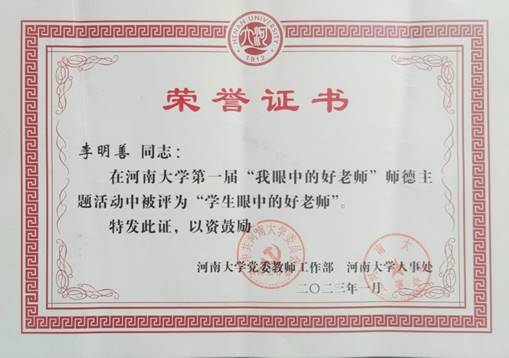 HENAN UNIVERSITY
1912
荣誉证书
李明善 同志：
在河南大学第一届“我眼中的好老师”师德主
题活动中被评为“学生眼中的好老师”。
特发此证，以资鼓励。
河南大学党委教师工作部 河南大学人事处
二〇二三年一月